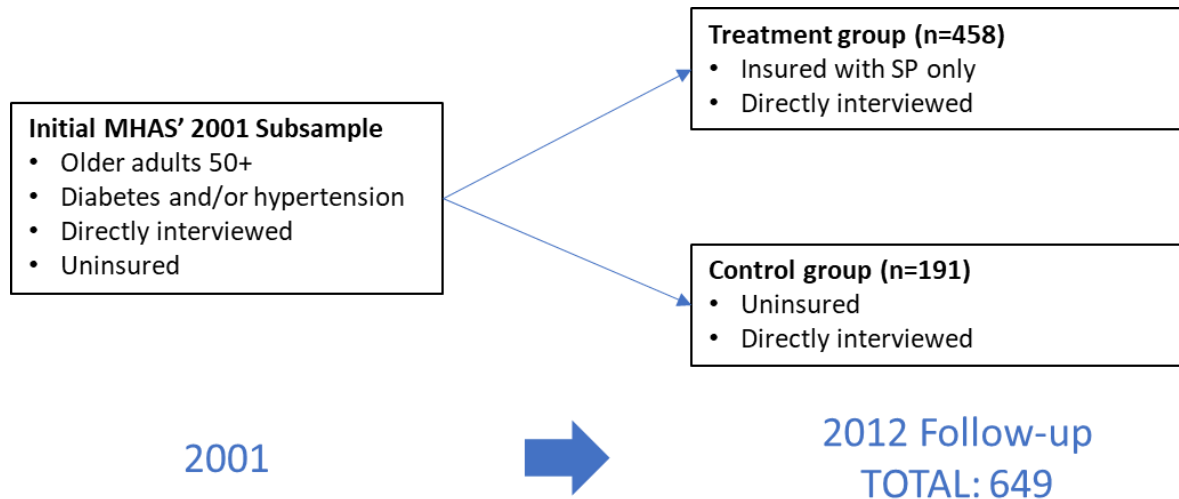 Initial MHAS' 2001 Subsample
• Older adults 50+
• Diabetes and/or hypertension
• Directly interviewed
• Uninsured
Treatment group (n=458)
• Insured with SP only
• Directly interviewed
Control group (n=191)
• Uninsured
• Directly interviewed
2001
2012 Follow-up
TOTAL: 649